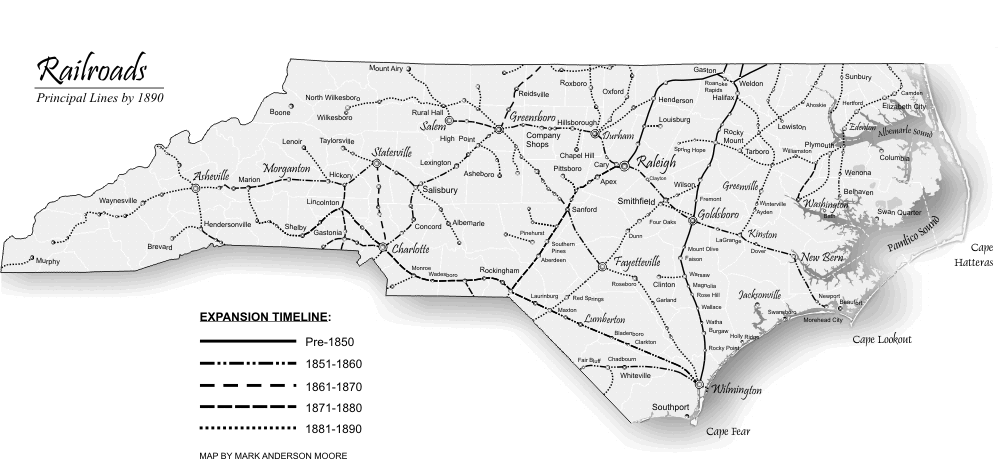 Railroads
Principal Lines by 1890
Mount Airy
Reidsville
Roxboro
Oxford
Gaston
Roanoke
Rapids
Weldon
Halifax
Henderson
Sunbury
Camden
Ahoskie
Hertford
Elizabeth City
Boone
North Wilkesboro
Wilkesboro
Rural Hall
Salem
Greensboro
Hillsborough
Durham
Louisburg
Rocky
Mount
Lewiston
Edenton
Albemarle Sound
High Point
Company
Shops
Chapel Hill
Spring Hope
Tarboro
Williamston
Plymouth
Columbia
Lenoir
Taylorsville
Statesville
Lexington
Asheboro
Pittsboro
Cary
Raleigh
Apex
Clayton
Wilson
Wenona
Belhaven
Asheville
Marion
Morganton
Hickory
Salisbury
Smithfield
Fremont
Greenville
Winterville
Ayden
Washington
Bath
Swan Quarter
Waynesville
Hendersonville
Brevard
Murphy
Lincolnton
Shelby
Gastonia
Concord
Albemarle
Charlotte
Sanford
Pinehurst
Southern
Pines
Aberdeen
Four Oaks
Dunn
Goldsboro
LaGrange
Kinston
Dover
New Bern
Pamlico Sound
Cape
Hatteras
Monroe
Wadesboro
Rockingham
Fayetteville
Roseboro
Clinton
Garland
Mount Olive
Faison
Warsaw
Magnolia
Rose Hill
Wallace
Watha
Burgaw
Rocky Point
Holly Ridge
Jacksonville
Swansboro
Newport
Beaufort
Morehead City
Cape Lookout
Laurinburg
Maxton
Red Springs
Lumberton
Bladenboro
Clarkton
Fair Bluff
Chadbourn
Whiteville
Wilmington
Southport
Cape Fear
EXPANSION TIMELINE:
Pre-1850
1851-1860
1861-1870
1871-1880
1881-1890
MAP BY MARK ANDERSON MOORE